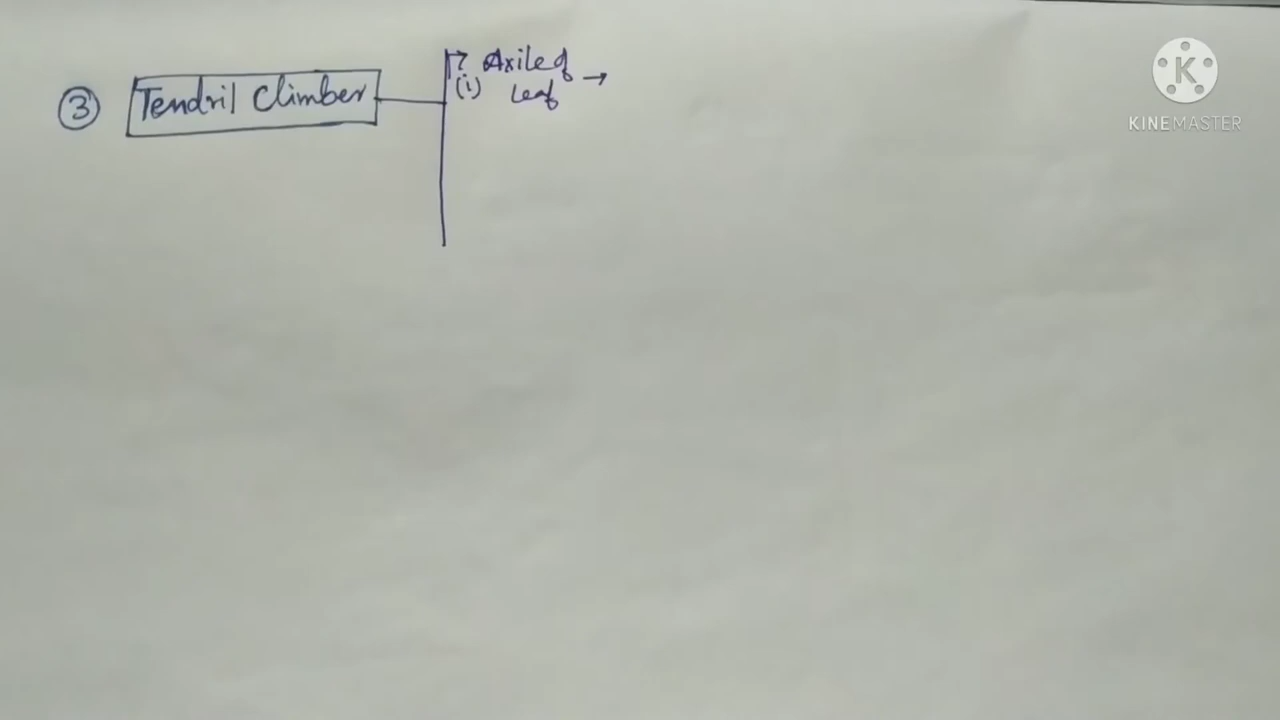 ③ Tendril Climber
(i) Axile of
Leaf →
K
KINEMASTER